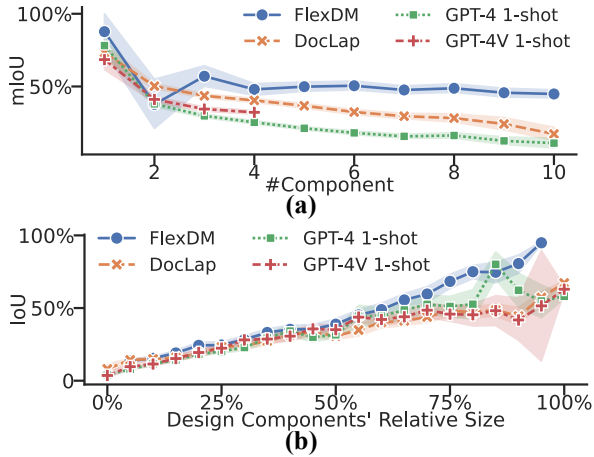 100%
50%
mIoU
FlexDM
DocLap
GPT-4 1-shot
GPT-4V 1-shot
2 4 6 8 10
#Component
(a)
100%
50%
0
IoU
FlexDM
DocLap
GPT-4 1-shot
GPT-4V 1-shot
0% 25% 50% 75% 100%
Design Components' Relative Size
(b)